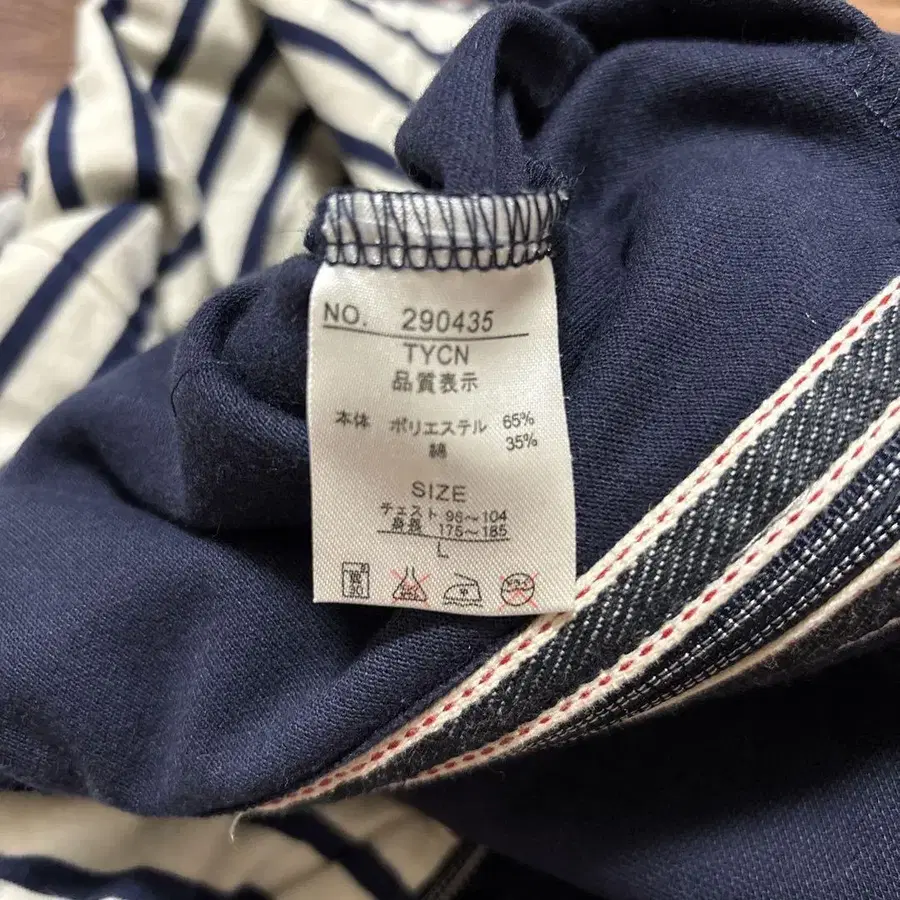 NO. 290435
TYCN
品質表示
本体 ポリエステル 65%
綿 35%
SIZE
チェスト 96〜104
身長 175〜185
L